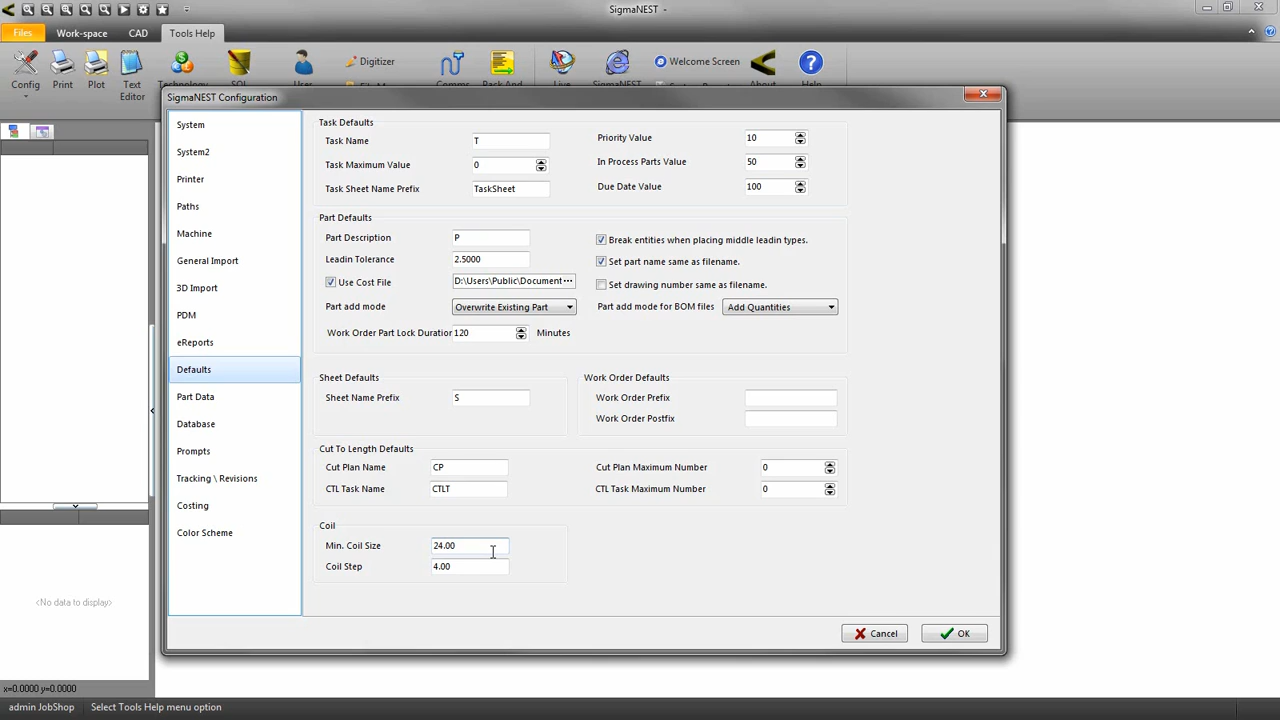 SigmaNEST -
Files
Work-space
CAD
Tools Help
Config
Print
Plot
Text
Editor
Digitizer
Welcome Screen
SigmaNEST Configuration
System
System2
Printer
Paths
Machine
General Import
3D Import
PDM
eReports
Defaults
Part Data
Database
Prompts
Tracking \ Revisions
Costing
Color Scheme
Task Defaults
Task Name T
Task Maximum Value 0
Task Sheet Name Prefix TaskSheet
Priority Value 10
In Process Parts Value 50
Due Date Value 100
Part Defaults
Part Description P
Leadin Tolerance 2.5000
Use Cost File D:\Users\Public\Document ...
Part add mode Overwrite Existing Part
Work Order Part Lock Duration 120 Minutes
Break entities when placing middle leadin types.
Set part name same as filename.
Set drawing number same as filename.
Part add mode for BOM files Add Quantities
Sheet Defaults
Sheet Name Prefix S
Work Order Defaults
Work Order Prefix
Work Order Postfix
Cut To Length Defaults
Cut Plan Name CP
CTL Task Name CTLT
Cut Plan Maximum Number 0
CTL Task Maximum Number 0
Coil
Min. Coil Size 24.00
Coil Step 4.00
Cancel
OK
<No data to display>
x=0.0000 y=0.0000
admin JobShop Select Tools Help menu option